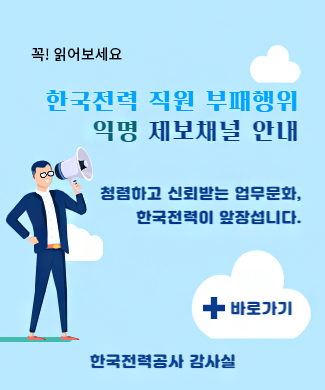 꼭! 읽어보세요
한국전력 직원 부패행위
익명 제보채널 안내
청렴하고 신뢰받는 업무문화,
한국전력이 앞장섭니다.
바로가기
한국전력공사 감사실